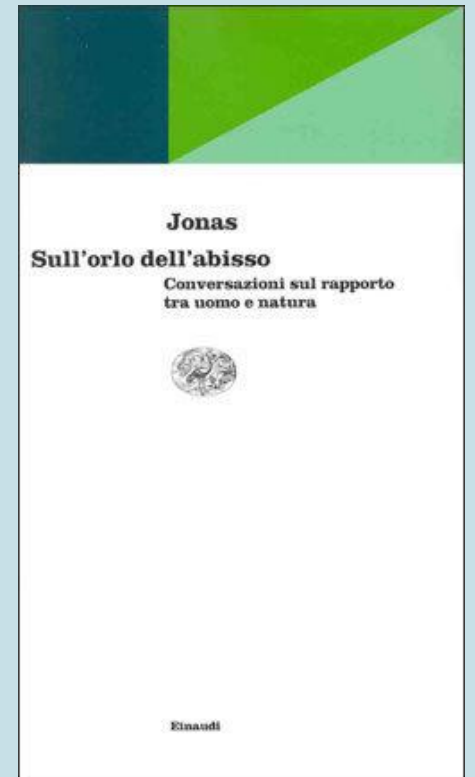 Jonas
Sull'orlo dell'abisso
Conversazioni sul rapporto
tra uomo e natura
Einaudi